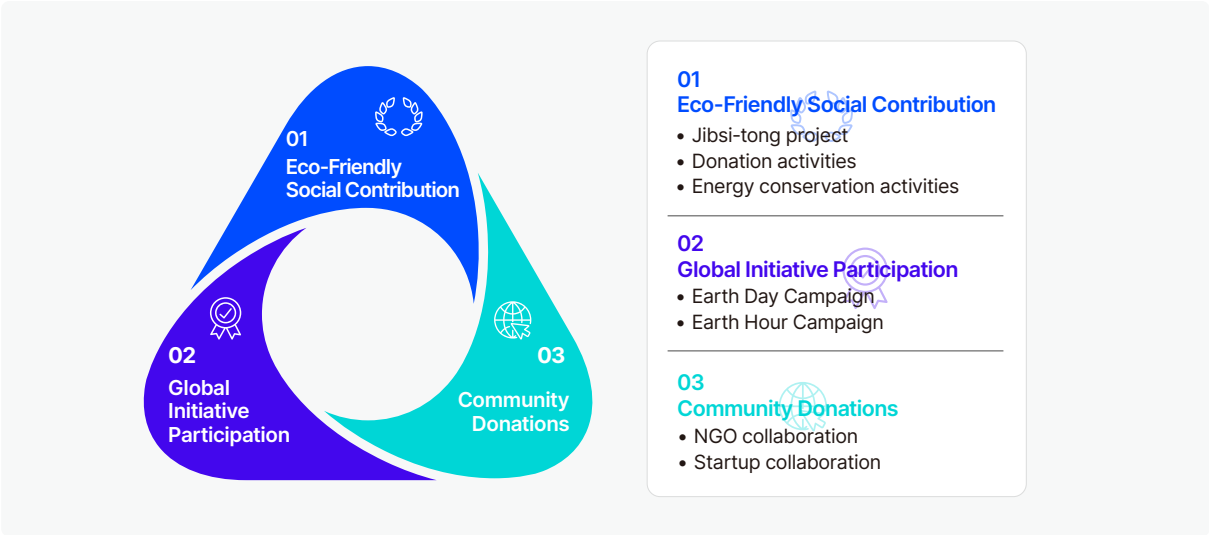 01
Eco-Friendly
Social Contribution
02
Global
Initiative
Participation
03
Community
Donations
01
Eco-Friendly Social Contribution
• Jibsi-tong project
• Donation activities
• Energy conservation activities
02
Global Initiative Participation
• Earth Day Campaign
• Earth Hour Campaign
03
Community Donations
• NGO collaboration
• Startup collaboration